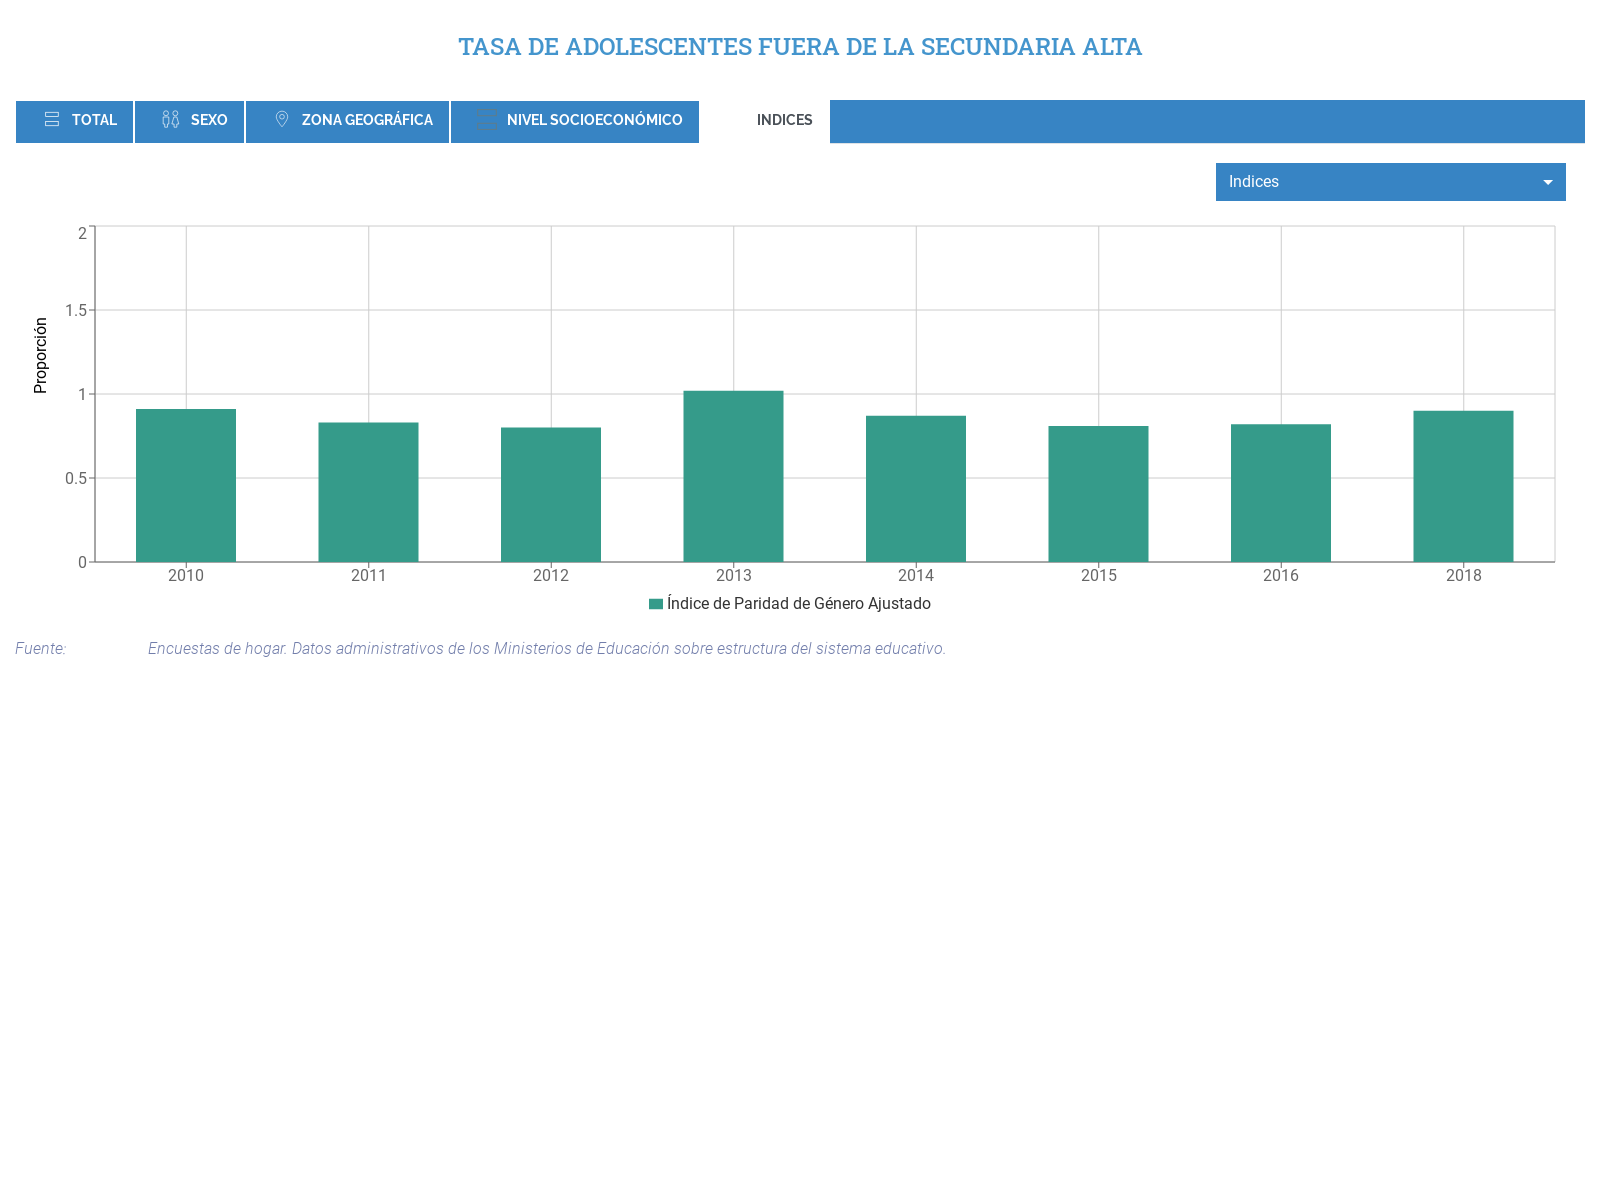 TASA DE ADOLESCENTES FUERA DE LA SECUNDARIA ALTA
TOTAL SEXO ZONA GEOGRÁFICA NIVEL SOCIOECONÓMICO INDICES
Indices
2
1.5
1
0.5
0
Proporción
2010 2011 2012 2013 2014 2015 2016 2018
Índice de Paridad de Género Ajustado
Fuente: Encuestas de hogar. Datos administrativos de los Ministerios de Educación sobre estructura del sistema educativo.